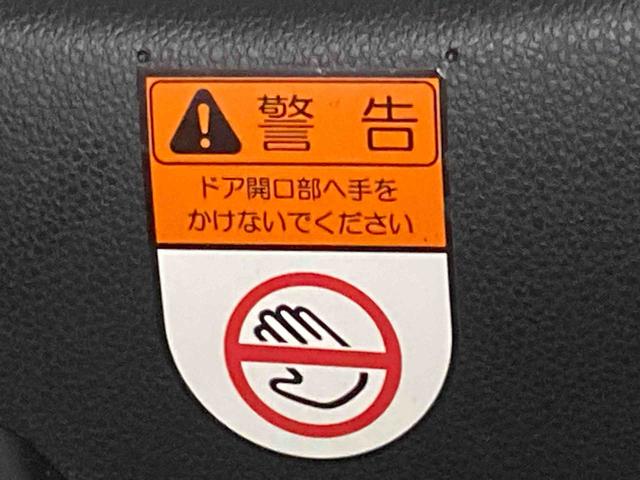 警告
ドア開口部へ手を
かけないでください